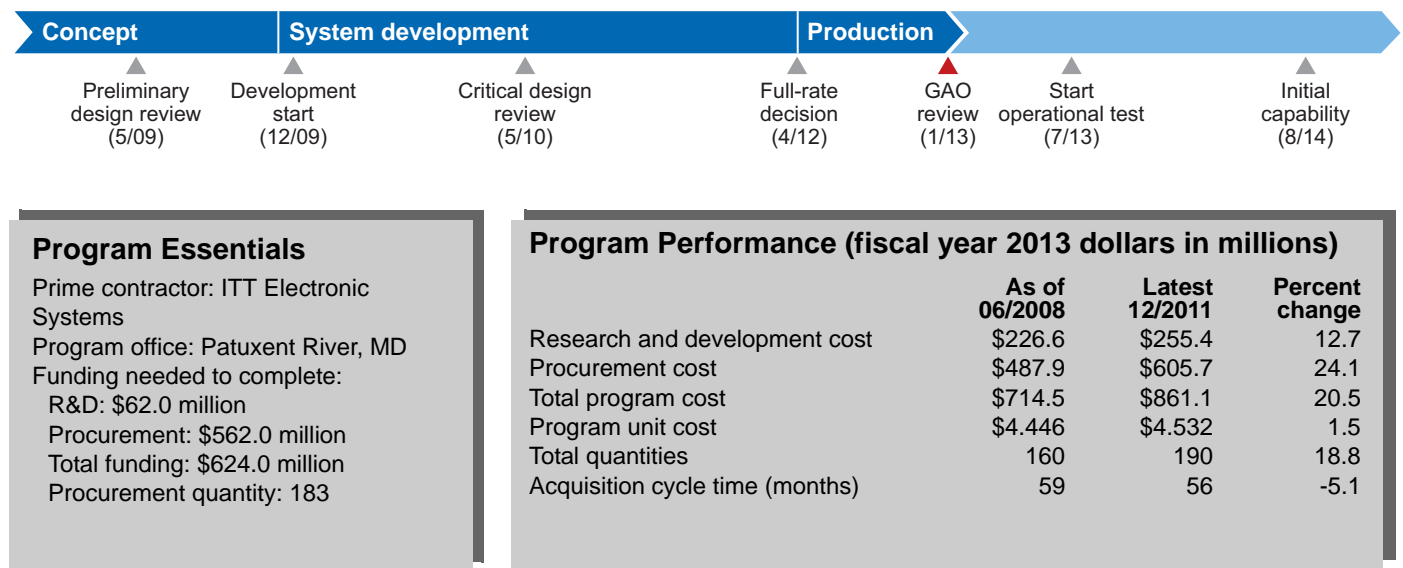 Concept System development Production
Preliminary design review (5/09)
Development start (12/09)
Critical design review (5/10)
Full-rate decision (4/12)
GAO review (1/13)
Start operational test (7/13)
Initial capability (8/14)
Program Essentials
Prime contractor: ITT Electronic
Systems
Program office: Patuxent River, MD
Funding needed to complete:
R&D: $62.0 million
Procurement: $562.0 million
Total funding: $624.0 million
Procurement quantity: 183
Program Performance (fiscal year 2013 dollars in millions)
As of 06/2008 Latest 12/2011 Percent change
Research and development cost $226.6 $255.4 12.7
Procurement cost $487.9 $605.7 24.1
Total program cost $714.5 $861.1 20.5
Program unit cost $4.446 $4.532 1.5
Total quantities 160 190 18.8
Acquisition cycle time (months) 59 56 -5.1